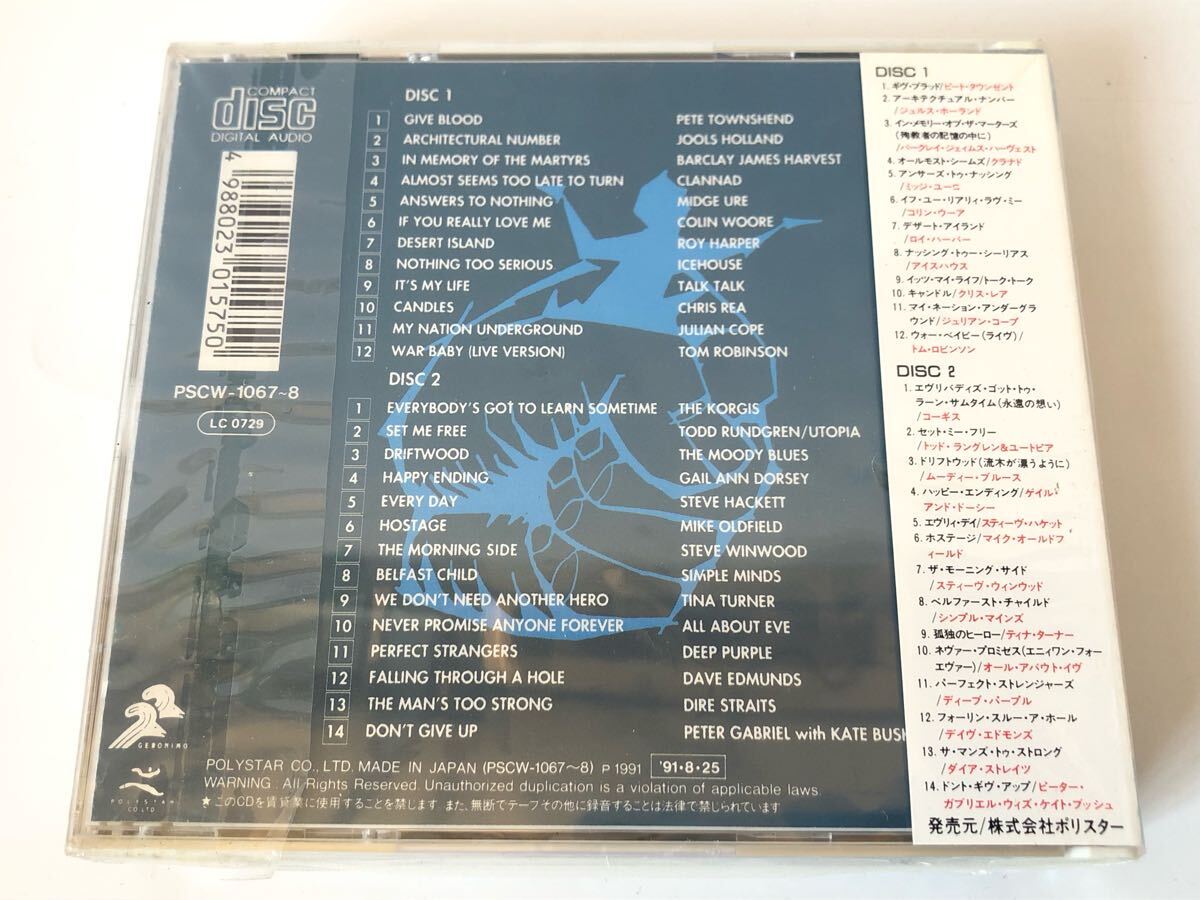 COMPACT
disc
DIGITAL AUDIO
4 988023 015750
PSCW-1067~8
LC 0729
DISC 1
1 GIVE BLOOD PETE TOWNSHEND
2 ARCHITECTURAL NUMBER JOOLS HOLLAND
3 IN MEMORY OF THE MARTYRS BARCLAY JAMES HARVEST
4 ALMOST SEEMS TOO LATE TO TURN CLANNAD
5 ANSWERS TO NOTHING MIDGE URE
6 IF YOU REALLY LOVE ME COLIN WOORE
7 DESERT ISLAND ROY HARPER
8 NOTHING TOO SERIOUS ICEHOUSE
9 IT'S MY LIFE TALK TALK
10 CANDLES CHRIS REA
11 MY NATION UNDERGROUND JULIAN COPE
12 WAR BABY (LIVE VERSION) TOM ROBINSON
DISC 2
1 EVERYBODY'S GOT TO LEARN SOMETIME THE KORGIS
2 SET ME FREE TODD RUNDGREN/UTOPIA
3 DRIFTWOOD THE MOODY BLUES
4 HAPPY ENDING GAIL ANN DORSEY
5 EVERY DAY STEVE HACKETT
6 HOSTAGE MIKE OLDFIELD
7 THE MORNING SIDE STEVE WINWOOD
8 BELFAST CHILD SIMPLE MINDS
9 WE DON'T NEED ANOTHER HERO TINA TURNER
10 NEVER PROMISE ANYONE FOREVER ALL ABOUT EVE
11 PERFECT STRANGERS DEEP PURPLE
12 FALLING THROUGH A HOLE DAVE EDMUNDS
13 THE MAN'S TOO STRONG DIRE STRAITS
14 DON'T GIVE UP PETER GABRIEL with KATE BUSH
GERONIMO
POLYSTAR
CO.LTD
POLYSTAR CO., LTD. MADE IN JAPAN (PSCW-1067~8) P 1991 '91・8・25
WARNING. All Rights Reserved. Unauthorized duplication is a violation of applicable laws.
★このCDを賃貸業に使用することを禁じます また、無断でテープその他に録音することは法律で禁じられています
DISC 1
1. ギヴ・ブラッド/ピート・タウンゼント
2. アーキテクチュアル・ナンバー
/ジュルス・ホーランド
3. イン・メモリー・オブ・ザ・マーターズ
(殉教者の記憶の中に)
/バークレイ・ジェイムス・ハーヴェスト
4. オールモスト・シームズ/クラナド
5. アンサーズ・トゥ・ナッシング
/ミッジ・ユーロ
6. イフ・ユー・リアリィ・ラヴ・ミー
/コリン・ウーア
7. デザート・アイランド
/ロイ・ハーパー
8. ナッシング・トゥー・シーリアス
/アイスハウス
9. イッツ・マイ・ライフ/トーク・トーク
10. キャンドル/クリス・レア
11. マイ・ネーション・アンダーグラ
ウンド/ジュリアン・コープ
12. ウォー・ベイビー(ライヴ)/
トム・ロビンソン
DISC 2
1. エヴリバディズ・ゴット・トゥ・
ラーン・サムタイム(永遠の想い)
/コーギス
2. セット・ミー・フリー
/トッド・ラングレン&ユートピア
3. ドリフトウッド(流木が漂うように)
/ムーディー・ブルース
4. ハッピー・エンディング/ゲイル・
アンド・ドーシー
5. エヴリィ・デイ/スティーヴ・ハケット
6. ホステージ/マイク・オールドフ
ィールド
7. ザ・モーニング・サイド
/スティーヴ・ウィンウッド
8. ベルファースト・チャイルド
/シンプル・マインズ
9. 孤独のヒーロー/ティナ・ターナー
10. ネヴァー・プロミセス(エニィワン・フォー
エヴァー)/オール・アバウト・イヴ
11. パーフェクト・ストレンジャーズ
/ディープ・パープル
12. フォーリン・スルー・ア・ホール
/デイヴ・エドモンズ
13. ザ・マンズ・トゥ・ストロング
/ダイア・ストレイツ
14. ドント・ギヴ・アップ/ピーター・
ガブリエル・ウィズ・ケイト・ブッシュ
発売元/株式会社ポリスター